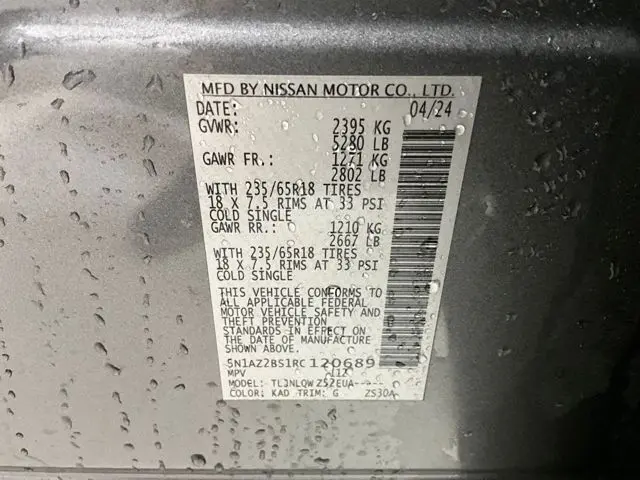 MFD BY NISSAN MOTOR CO., LTD.
DATE: 04/24
GVWR: 2395 KG
5280 LB
GAWR FR.: 1271 KG
2802 LB
WITH 235/65R18 TIRES
18 X 7.5 RIMS AT 33 PSI
COLD SINGLE
GAWR RR.: 1210 KG
2667 LB
WITH 235/65R18 TIRES
18 X 7.5 RIMS AT 33 PSI
COLD SINGLE
THIS VEHICLE CONFORMS TO
ALL APPLICABLE FEDERAL
MOTOR VEHICLE SAFETY AND
THEFT PREVENTION
STANDARDS IN EFFECT ON
THE DATE OF MANUFACTURE
SHOWN ABOVE.
5N1AZ2BS1RC120689
MPV
MODEL:
COLOR: KAD TRIM: G ZS30A